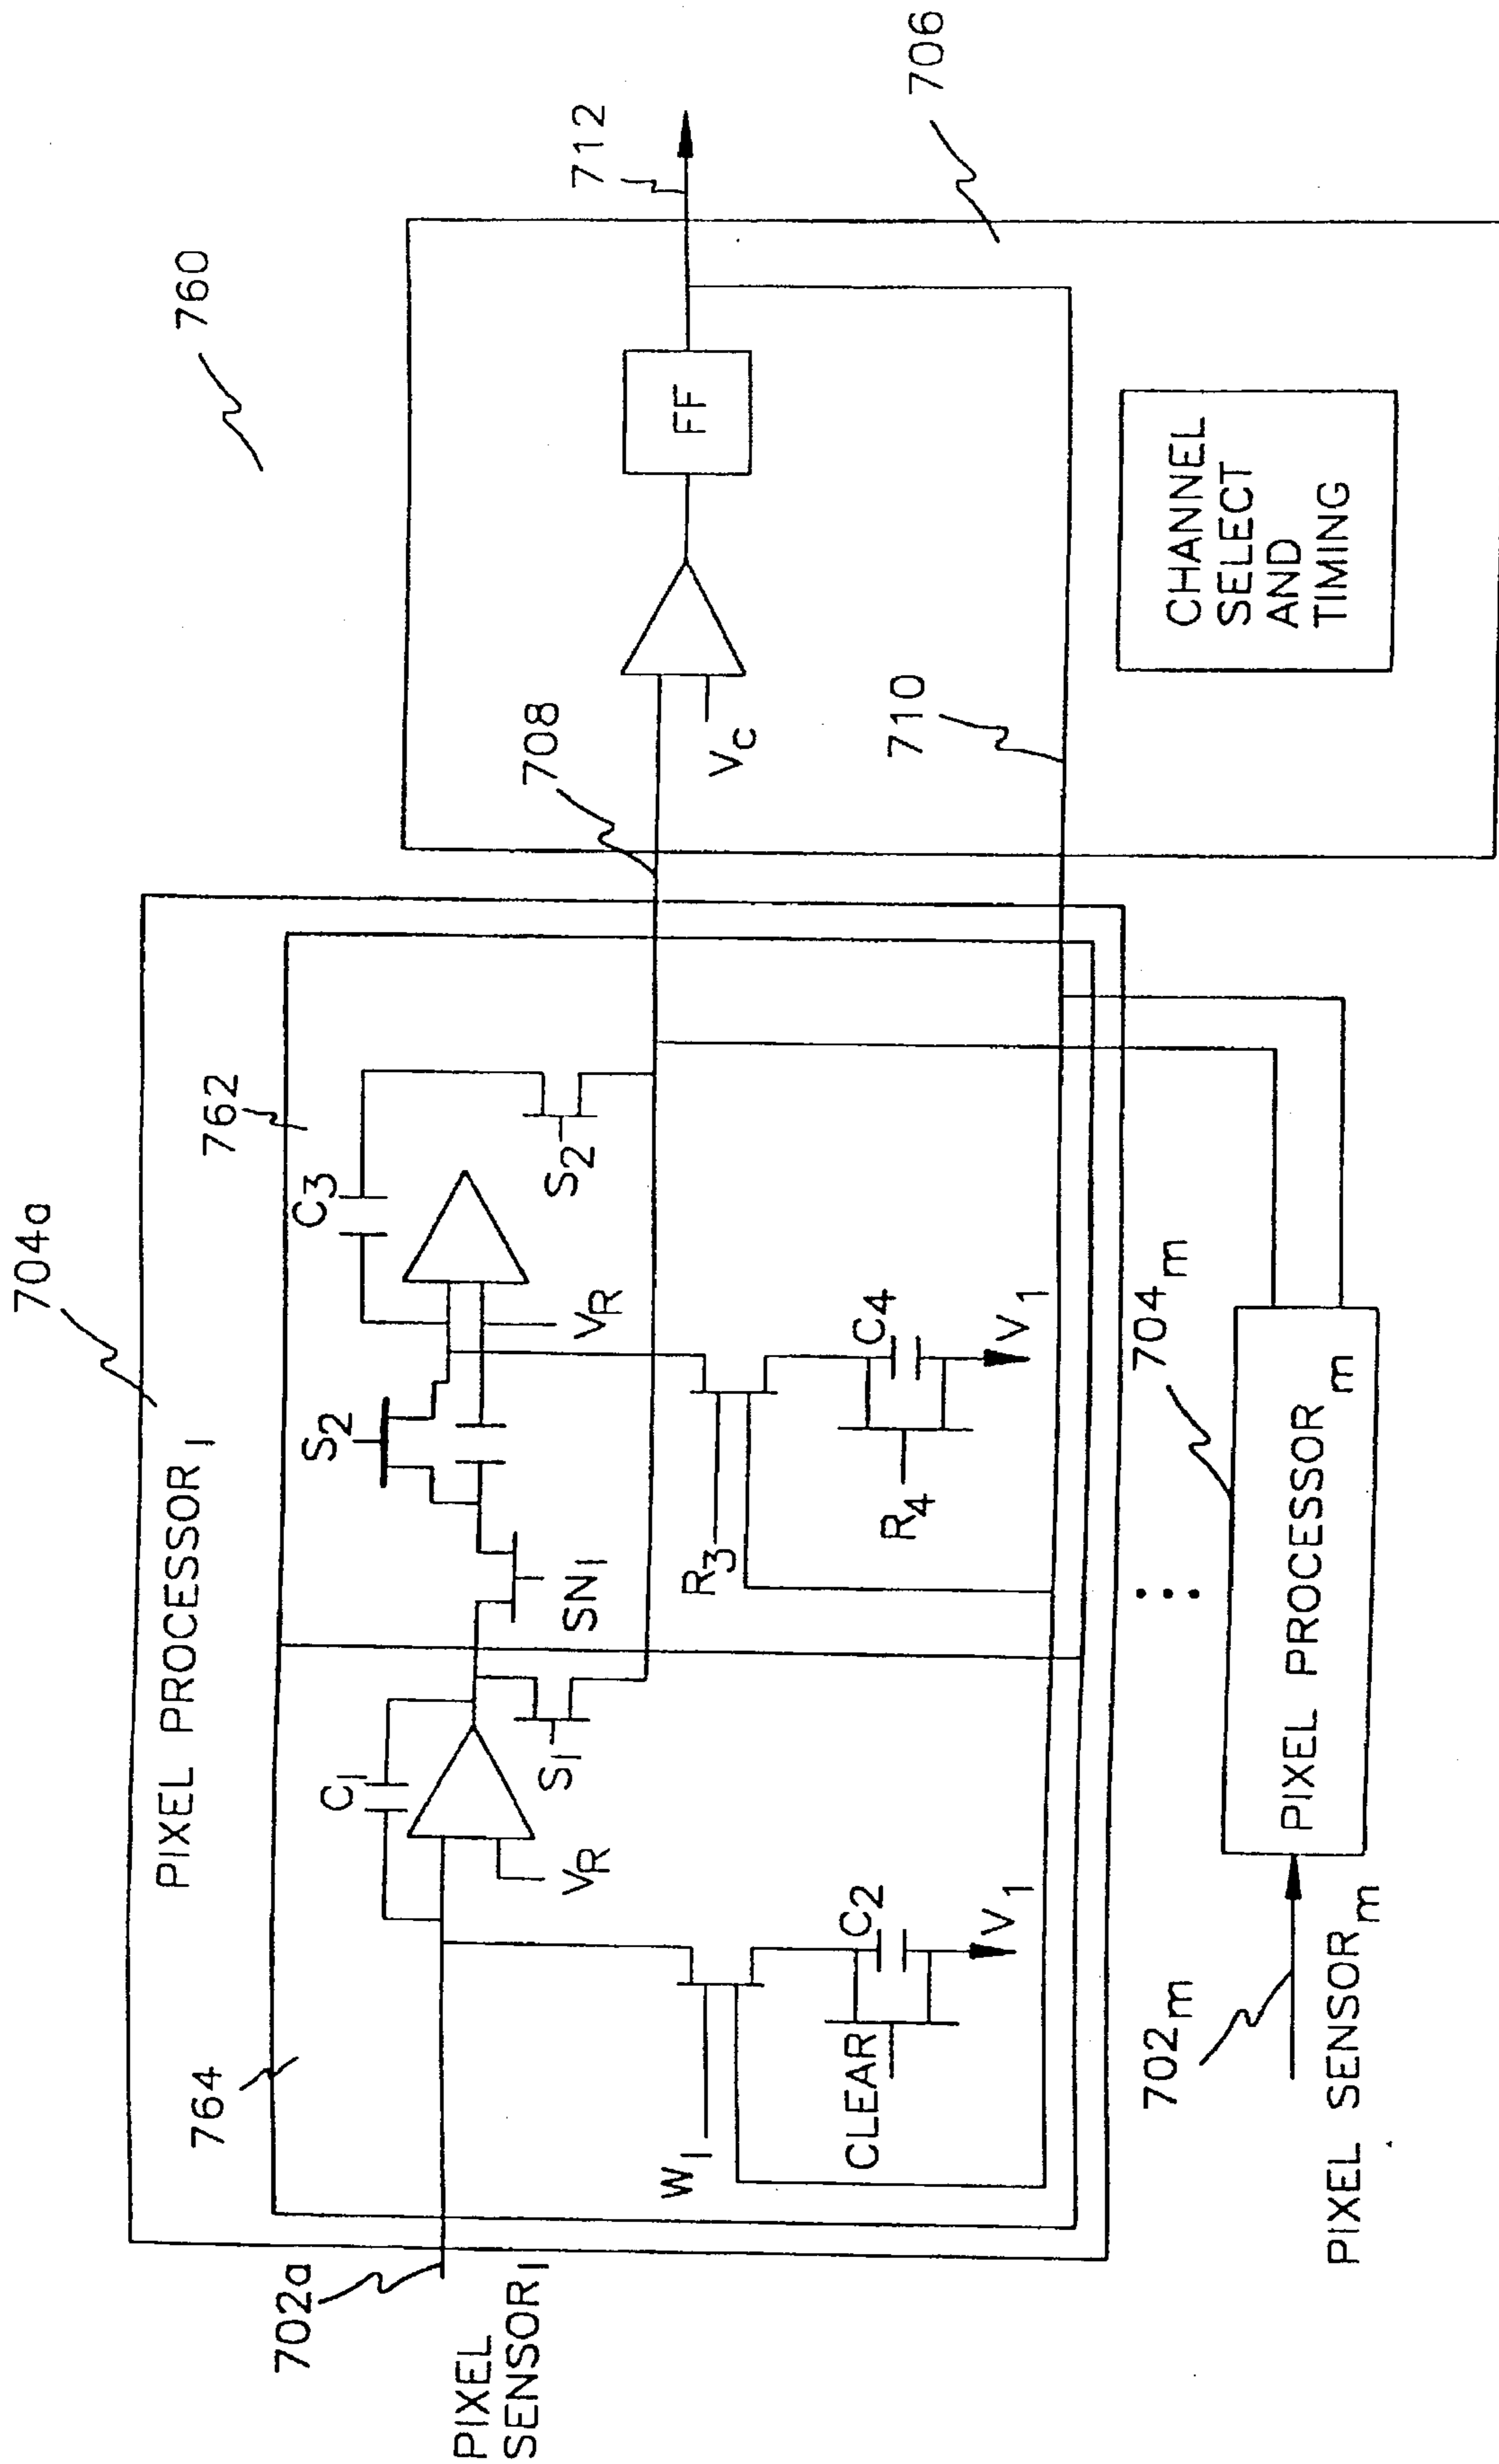 760
704a
PIXEL PROCESSOR1
764
762
702a
PIXEL
SENSOR1
C1
VR
S1
SN1
S2
C3
VR
S2
708
VC
FF
712
W1
CLEAR
C2
V1
R3
R4
C4
V1
710
CHANNEL
SELECT
AND
TIMING
706
702m
PIXEL SENSORm
PIXEL PROCESSORm
704m